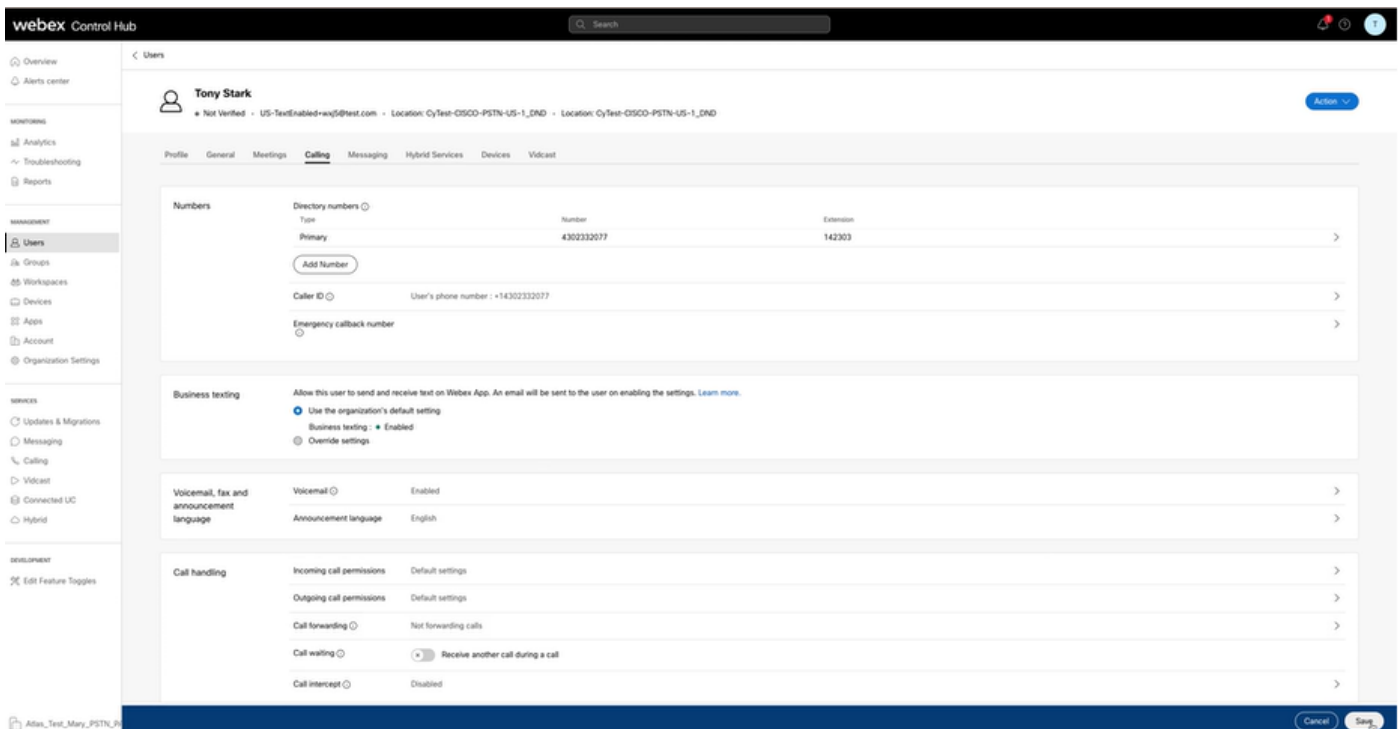 webex Control Hub
Search
1
T
Overview
Alerts center
MONITORING
Analytics
Troubleshooting
Reports
MANAGEMENT
Users
Groups
Workspaces
Devices
Apps
Account
Organization Settings
SERVICES
Updates & Migrations
Messaging
Calling
Vidcast
Connected UC
Hybrid
DEVELOPMENT
Edit Feature Toggles
Atlas_Test_Mary_PSTN_
Users
Tony Stark
Not Verified - US-TextEnabled+wxj5@test.com - Location: CyTest-CISCO-PSTN-US-1_DND - Location: CyTest-CISCO-PSTN-US-1_DND
Action
Profile General Meetings Calling Messaging Hybrid Services Devices Vidcast
Numbers
Directory numbers
Type Number Extension
Primary 4302332077 142303
Add Number
Caller ID User's phone number : +14302332077
Emergency callback number
Business texting
Allow this user to send and receive text on Webex App. An email will be sent to the user on enabling the settings. Learn more.
Use the organization's default setting
Business texting : Enabled
Override settings
Voicemail, fax and
announcement
language
Voicemail Enabled
Announcement language English
Call handling
Incoming call permissions Default settings
Outgoing call permissions Default settings
Call forwarding Not forwarding calls
Call waiting Receive another call during a call
Call intercept Disabled
Cancel Save